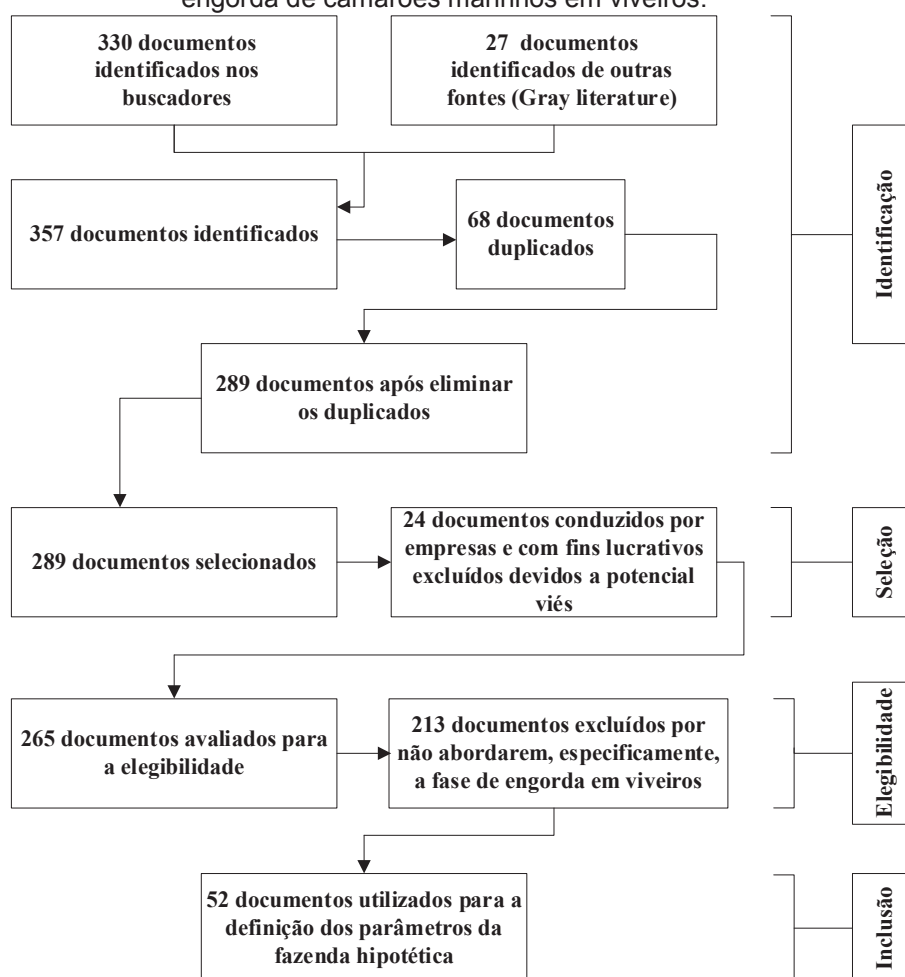 engorda de camarões marinhos em viveiros.
330 documentos
identificados nos
buscadores
27 documentos
identificados de outras
fontes (Gray literature)
357 documentos identificados
68 documentos
duplicados
Identificação
289 documentos após eliminar
os duplicados
289 documentos selecionados
24 documentos conduzidos por
empresas e com fins lucrativos
excluídos devidos a potencial
viés
Seleção
265 documentos avaliados para
a elegibilidade
213 documentos excluídos por
não abordarem, especificamente,
a fase de engorda em viveiros
Elegibilidade
52 documentos utilizados para a
definição dos parâmetros da
fazenda hipotética
Inclusão